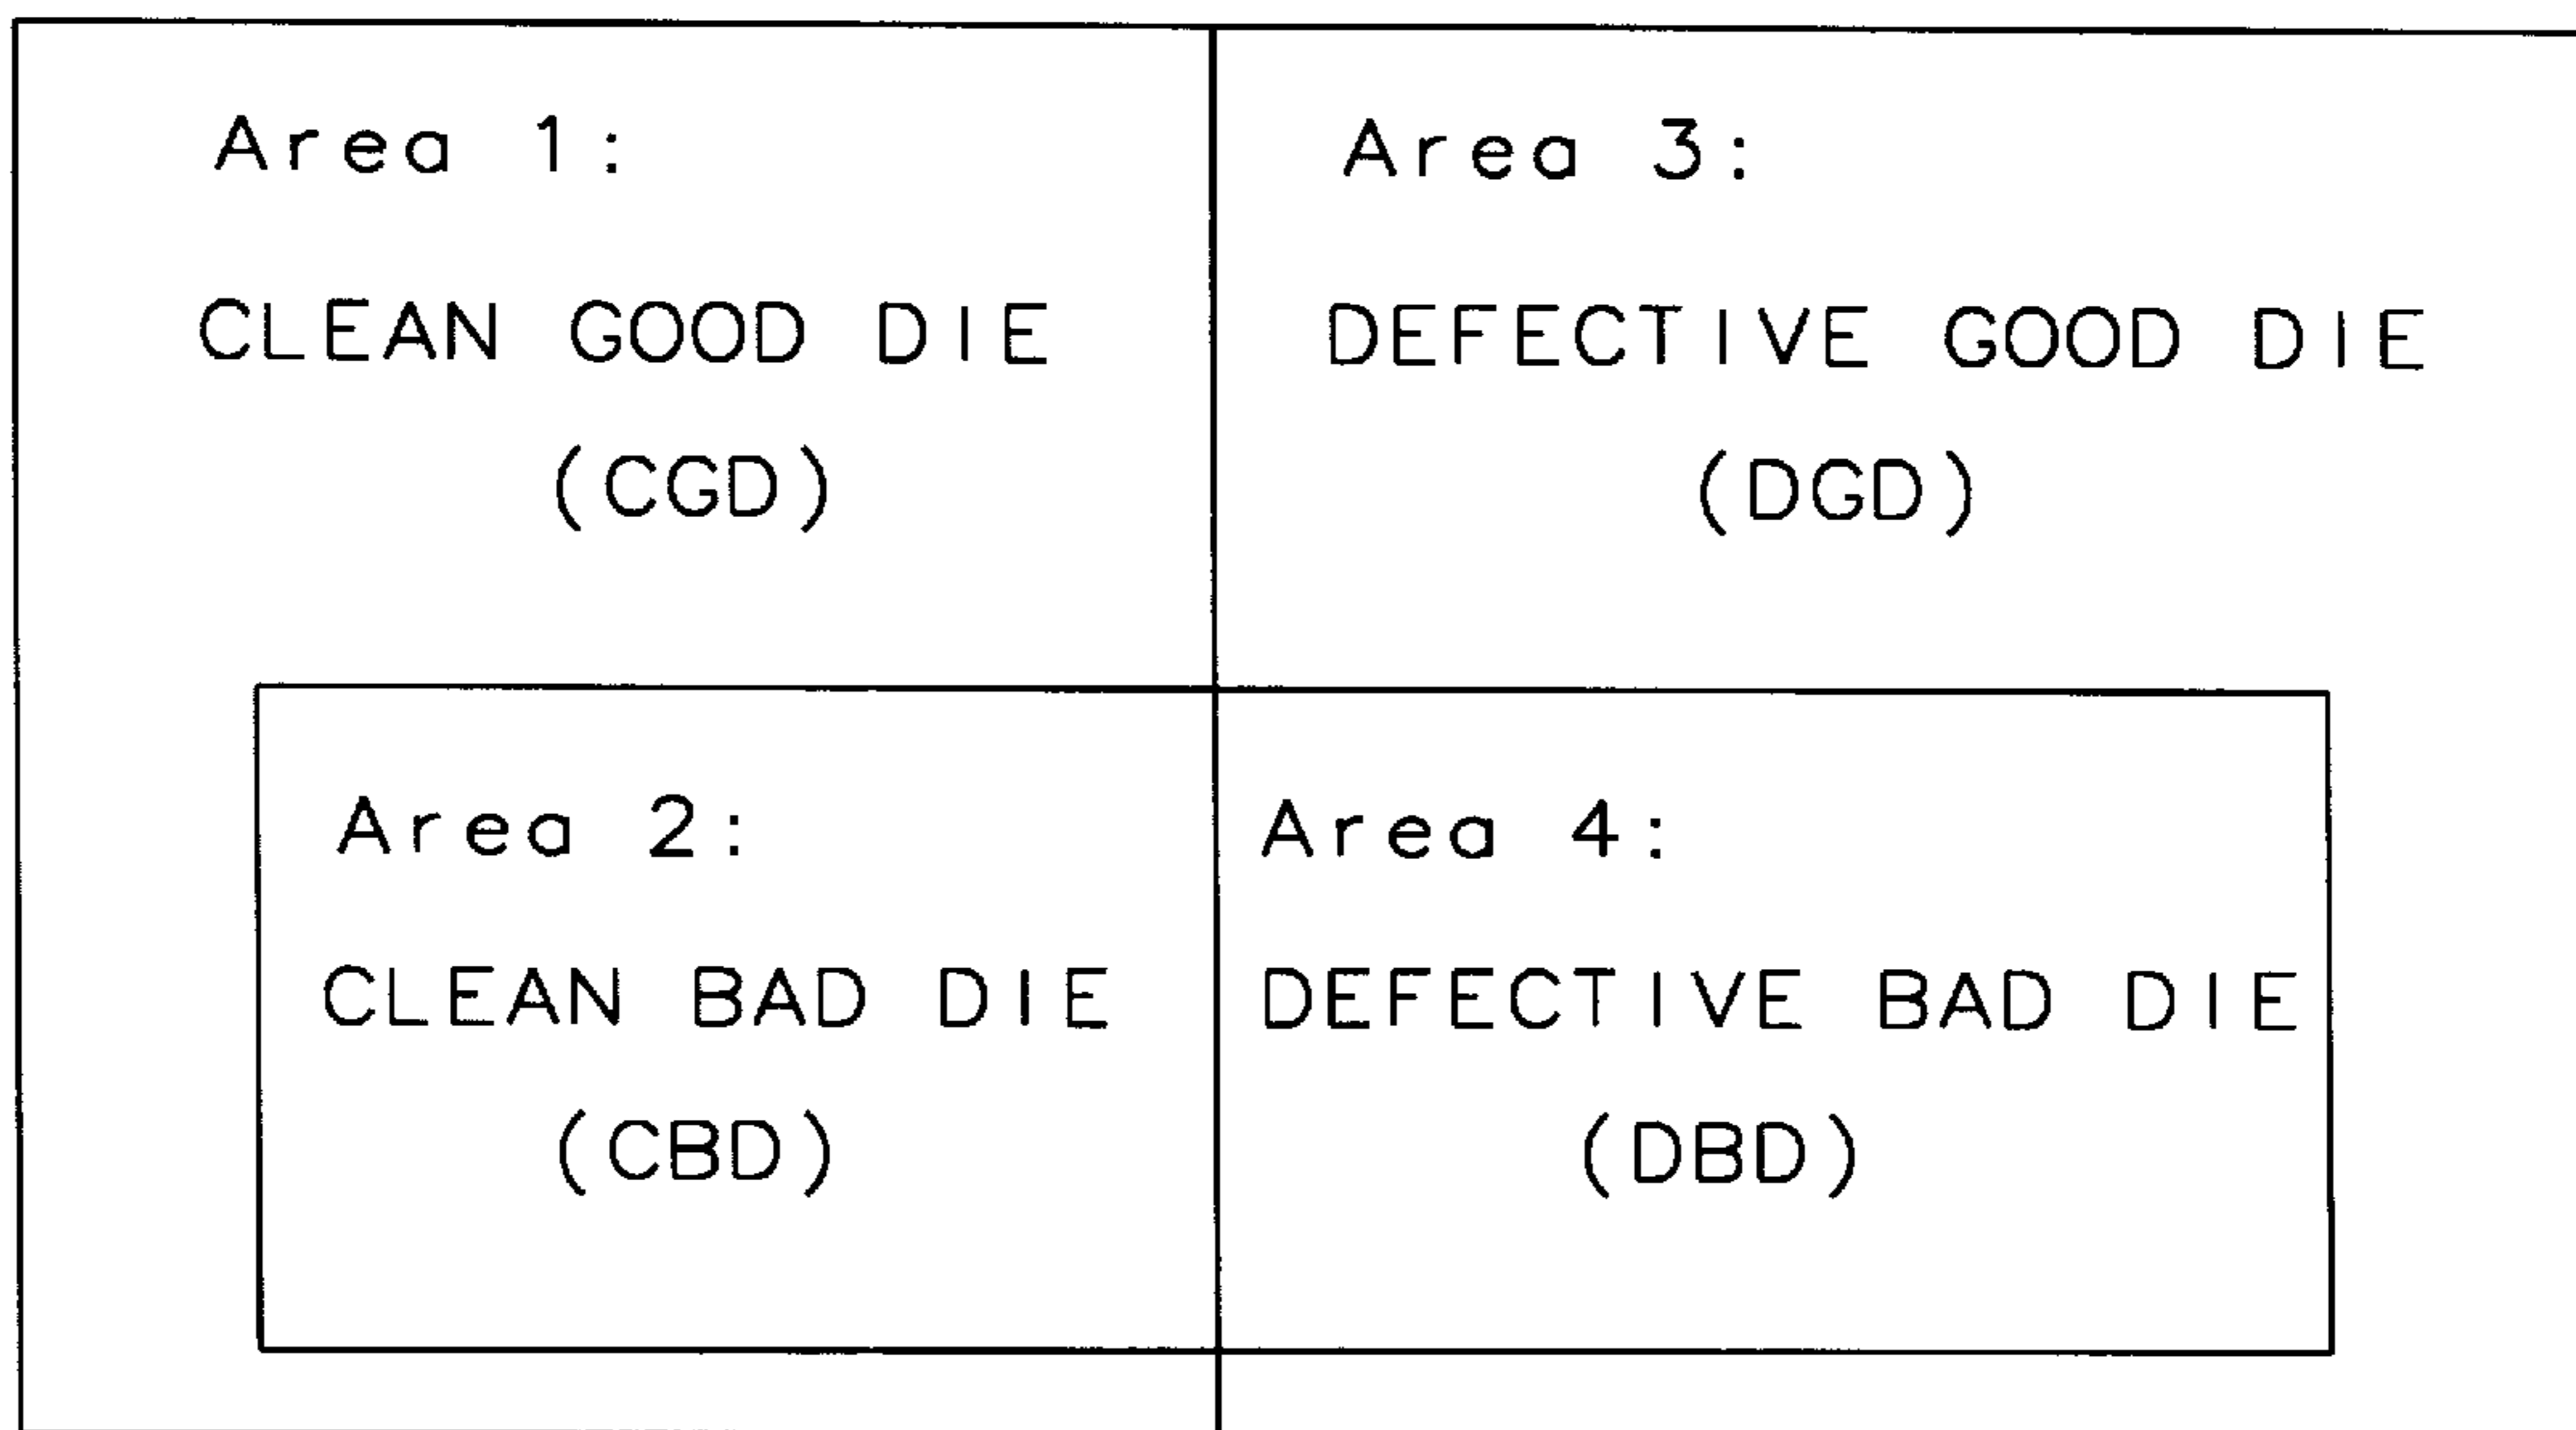 Area 1:
CLEAN GOOD DIE
(CGD)
Area 3:
DEFECTIVE GOOD DIE
(DGD)
Area 2:
CLEAN BAD DIE
(CBD)
Area 4:
DEFECTIVE BAD DIE
(DBD)